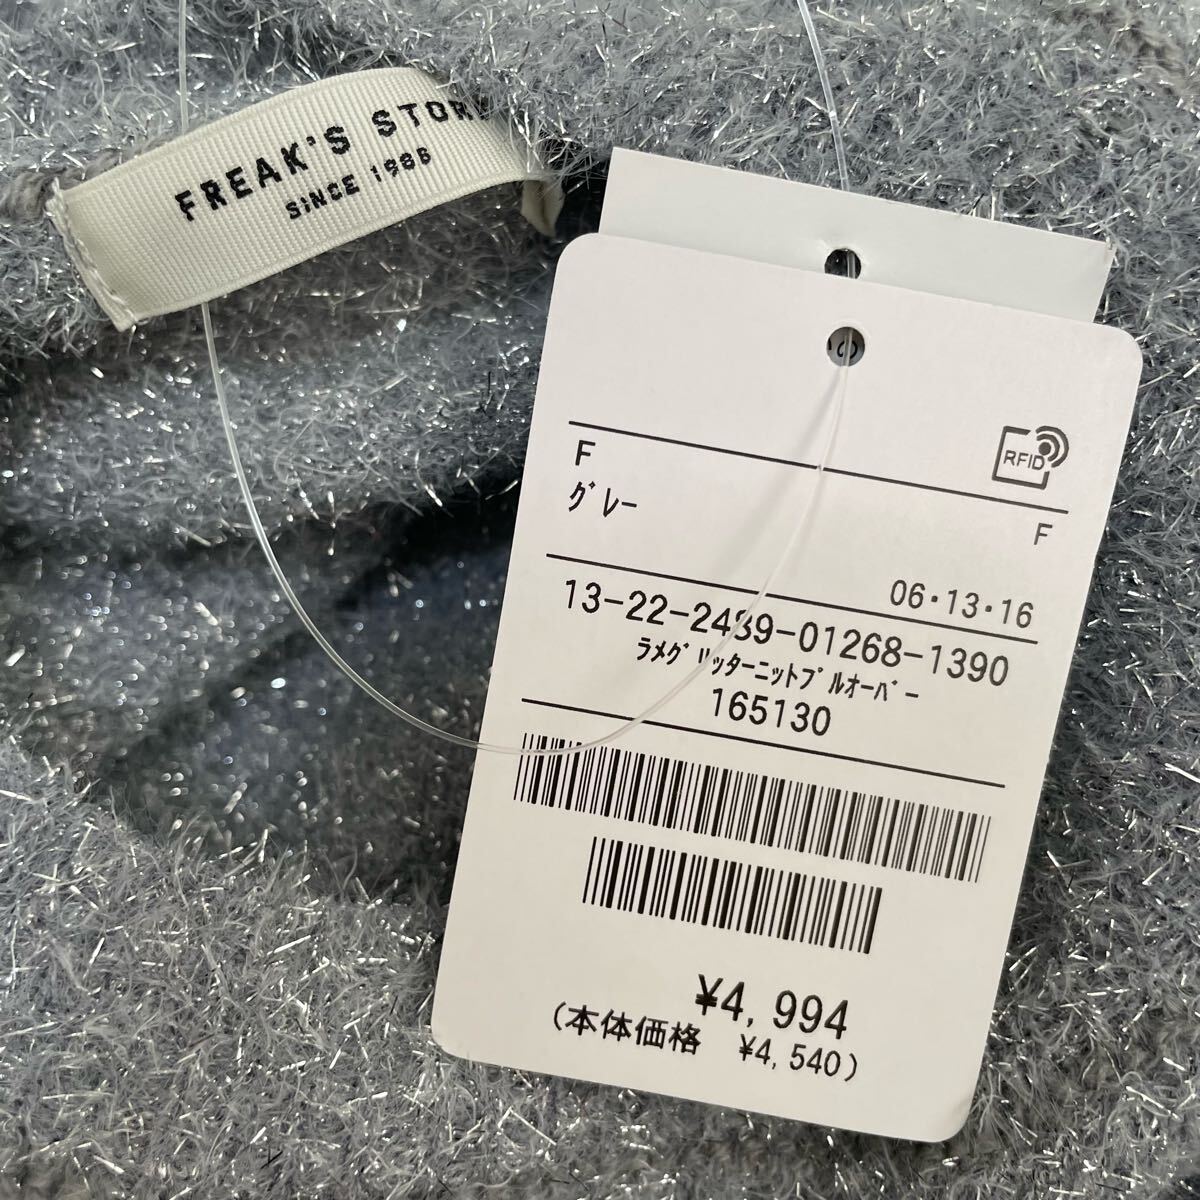 FREAK'S STORE
SINCE 1986
RFID
F
グレー
F
06・13・16
13-22-2489-01268-1390
ラメグリッターニットプルオーバー
165130
¥4,994
(本体価格 ¥4,540)